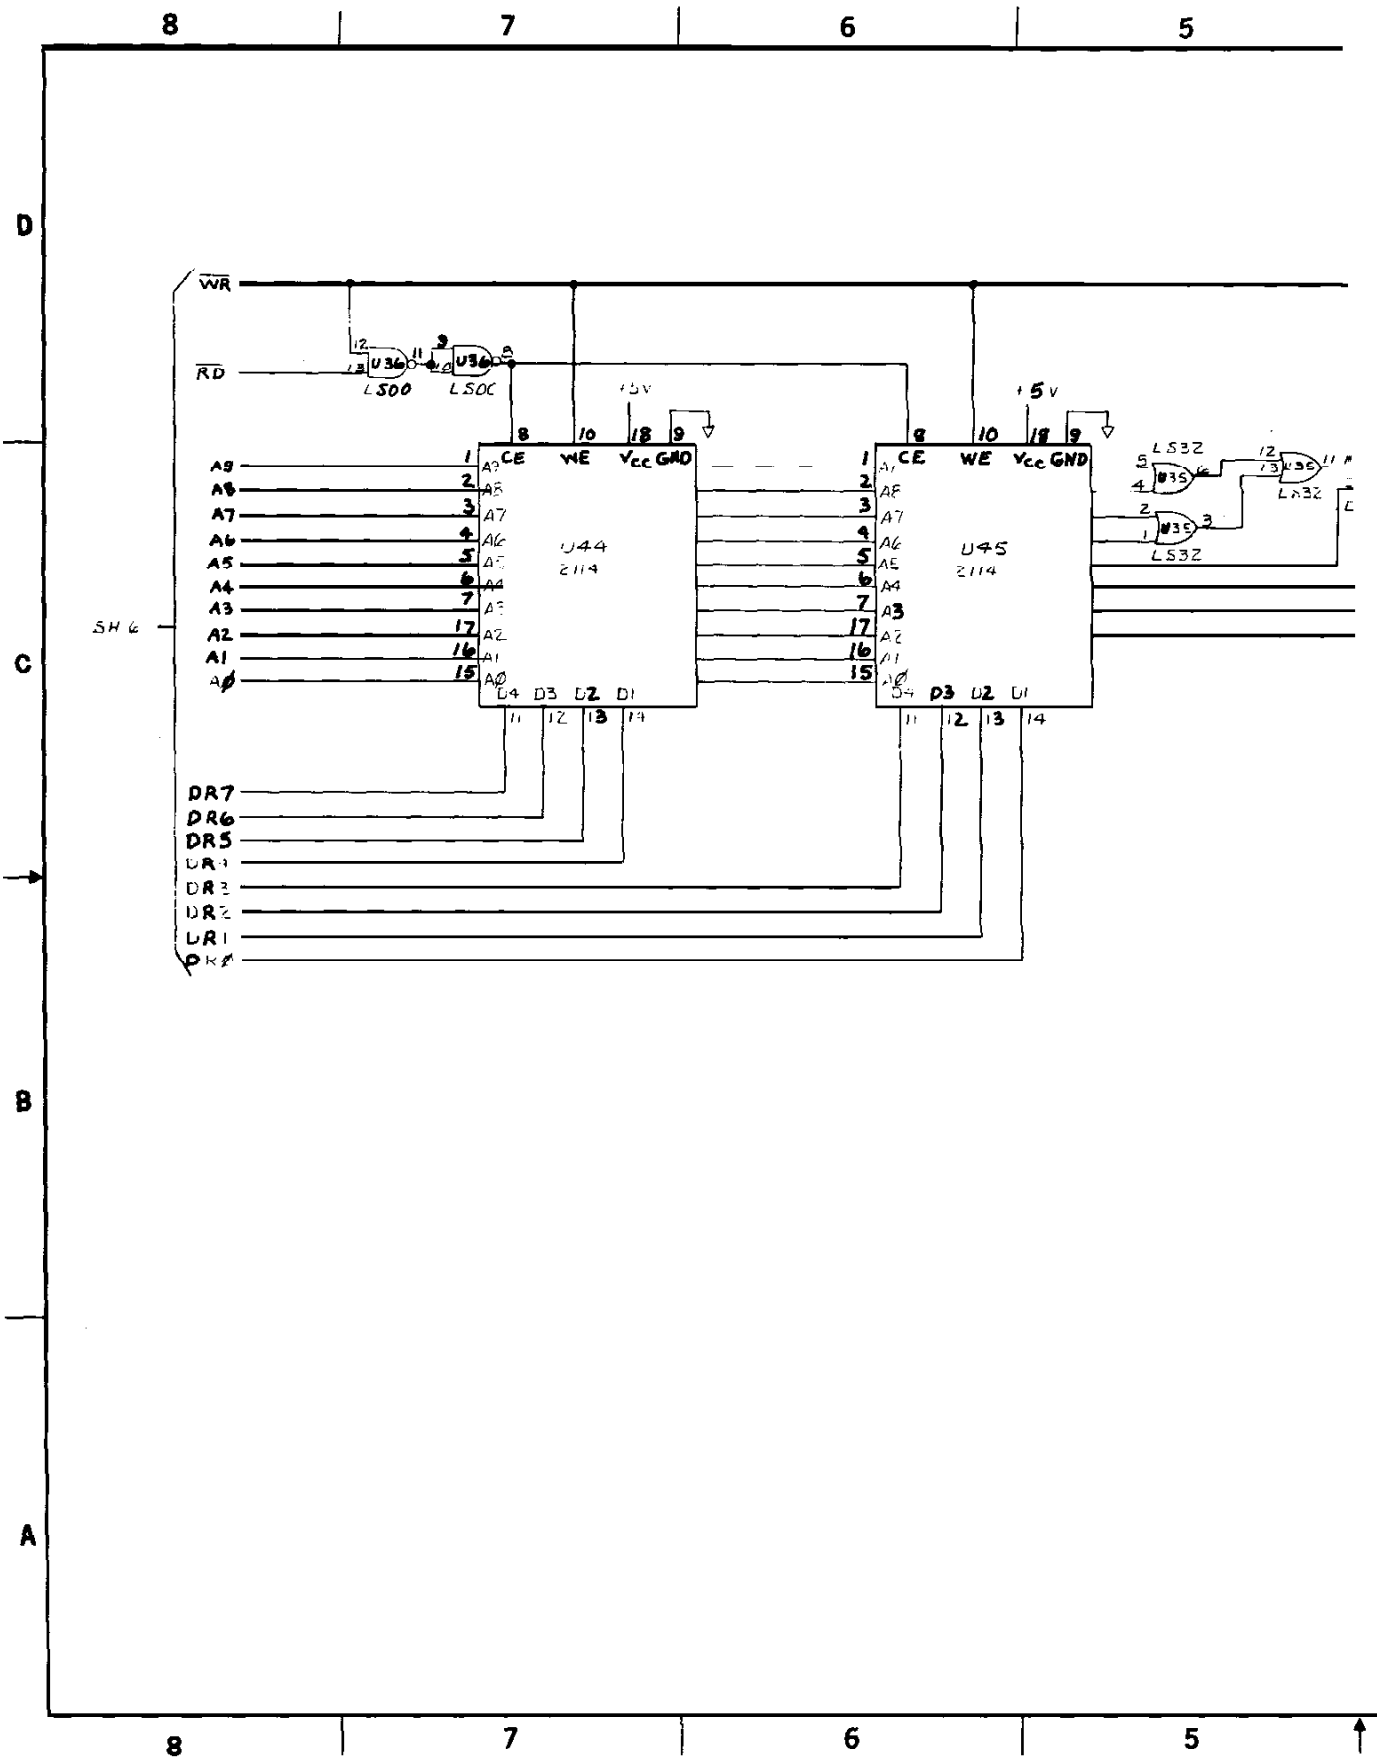 8 7 6 5
D
WR
12 11 9 8
13 U36 10 U36
RD
LS00 LS0C
+5V +5V
8 10 18 9 8 10 18 9
CE WE Vcc GND CE WE Vcc GND
LS32
5 6 12 11
4 U35 13 U35
LS32
2 3
1 U35
LS32
A9 1 A9 1
A8 2 A8 2 A8
A7 3 A7 3 A7
A6 4 A6 4 A6
U44 U45
A5 5 5
2114 2114
A4 6 A4 6 A4
A3 7 A3 7 A3
SH 6
A2 17 A2 17 A2
C
A1 16 A1 16 A1
AØ 15 AØ 15 AØ
D4 D3 D2 D1 D4 D3 D2 D1
11 12 13 14 11 12 13 14
DR7
DR6
DR5
DR4
DR3
DR2
DR1
DRØ
B
A
8 7 6 5